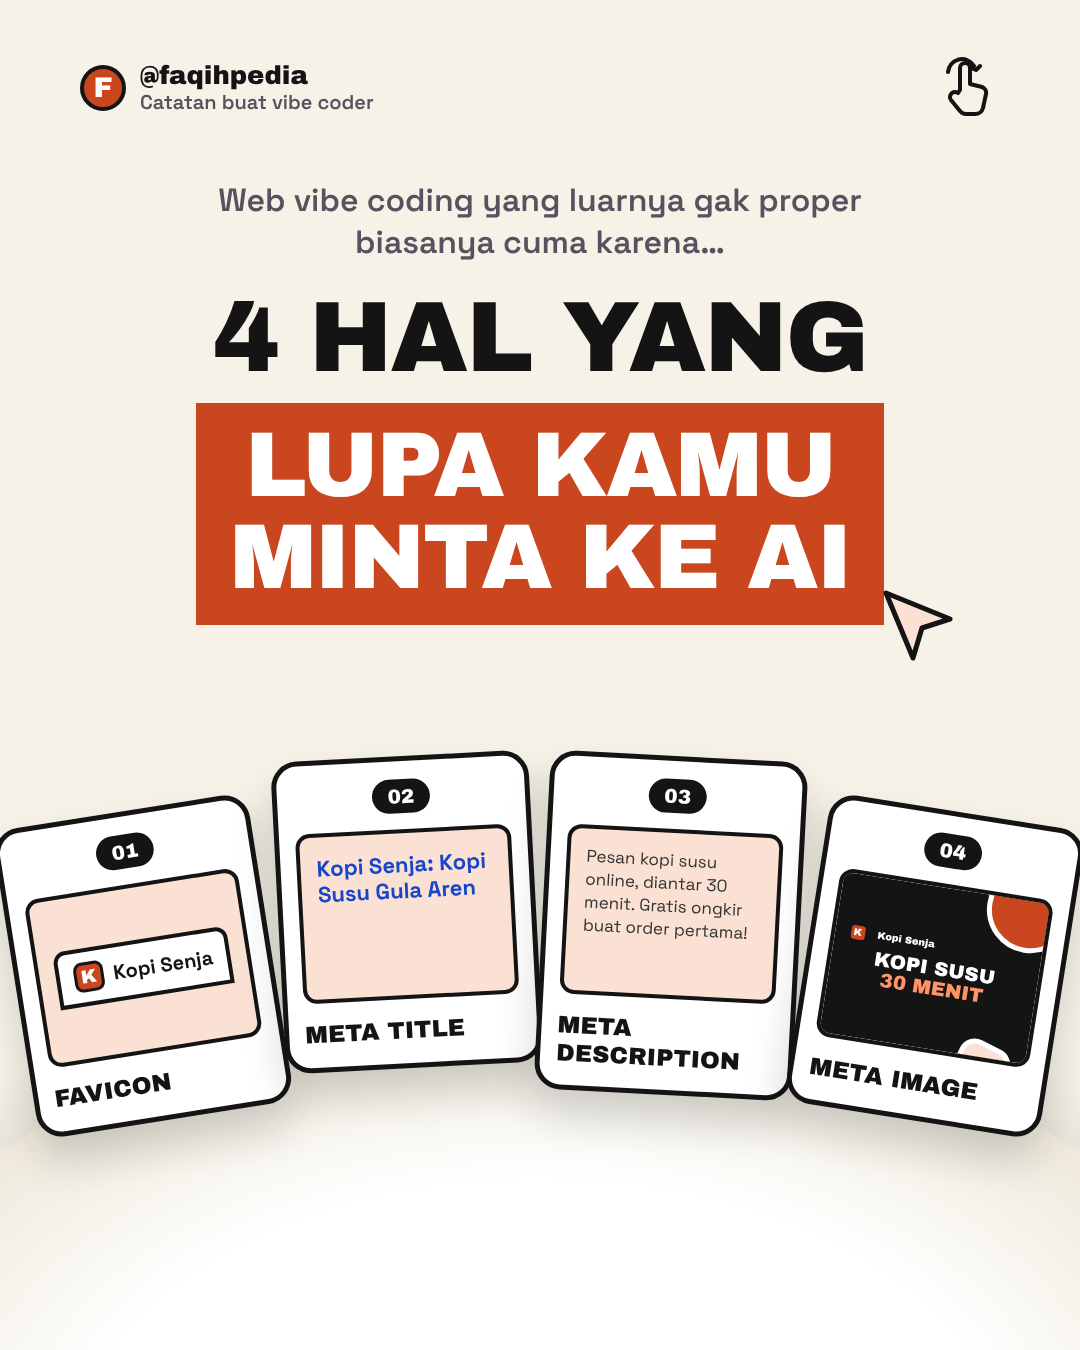 F
@faqihpedia
Catatan buat vibe coder
Web vibe coding yang luarnya gak proper
biasanya cuma karena...
4 HAL YANG
LUPA KAMU
MINTA KE AI
01
K Kopi Senja
FAVICON
02
Kopi Senja: Kopi
Susu Gula Aren
META TITLE
03
Pesan kopi susu
online, diantar 30
menit. Gratis ongkir
buat order pertama!
META
DESCRIPTION
04
K Kopi Senja
KOPI SUSU
30 MENIT
META IMAGE